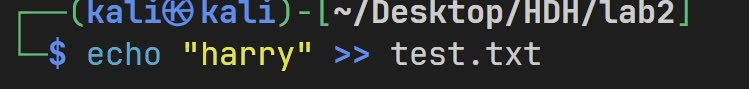 ┌──(kali㉿kali)-[~/Desktop/HDH/lab2]
└─$ echo "harry" >> test.txt